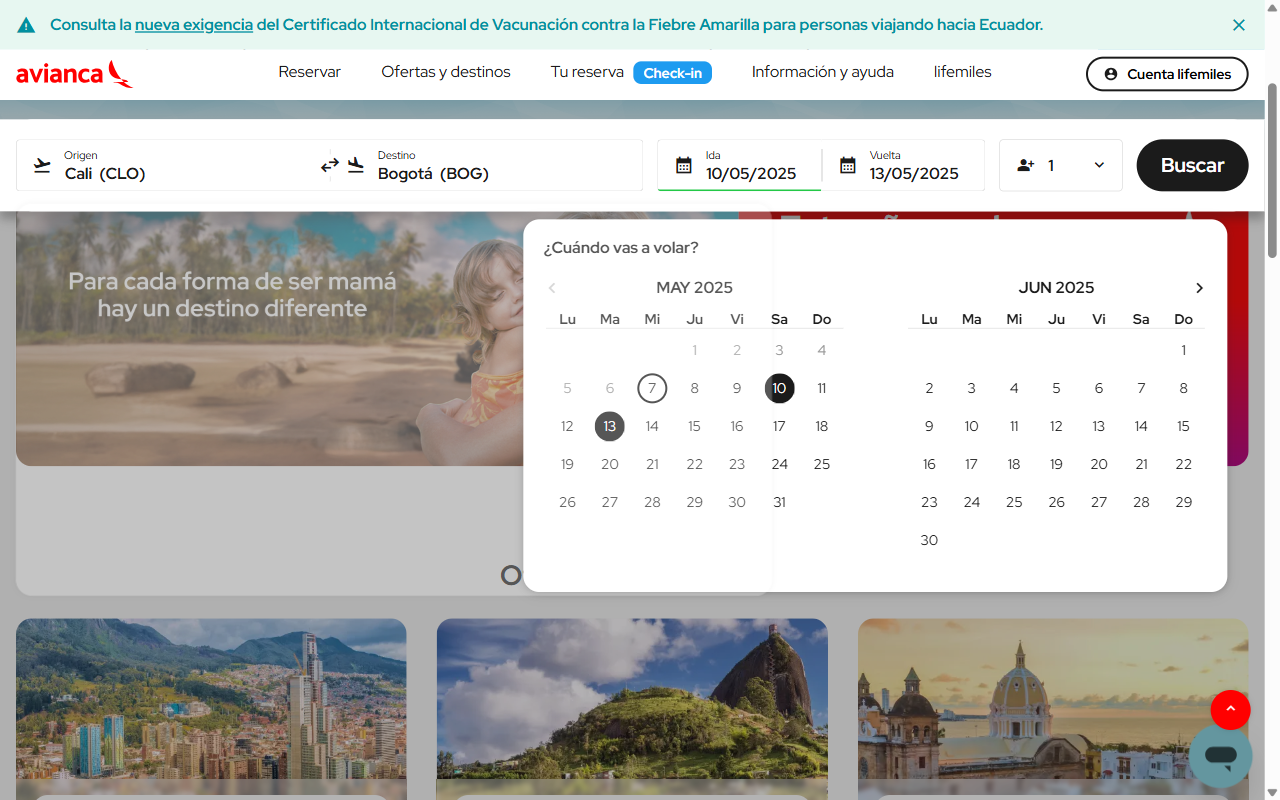 Consulta la nueva exigencia del Certificado Internacional de Vacunación contra la Fiebre Amarilla para personas viajando hacia Ecuador.
avianca
Reservar
Ofertas y destinos
Tu reserva
Check-in
Información y ayuda
lifemiles
Cuenta lifemiles
Origen
Cali (CLO)
Destino
Bogotá (BOG)
Ida
10/05/2025
Vuelta
13/05/2025
1
Buscar
Para cada forma de ser mamá
hay un destino diferente
¿Cuándo vas a volar?
MAY 2025
Lu Ma Mi Ju Vi Sa Do
1 2 3 4
5 6 7 8 9 10 11
12 13 14 15 16 17 18
19 20 21 22 23 24 25
26 27 28 29 30 31
JUN 2025
Lu Ma Mi Ju Vi Sa Do
1
2 3 4 5 6 7 8
9 10 11 12 13 14 15
16 17 18 19 20 21 22
23 24 25 26 27 28 29
30